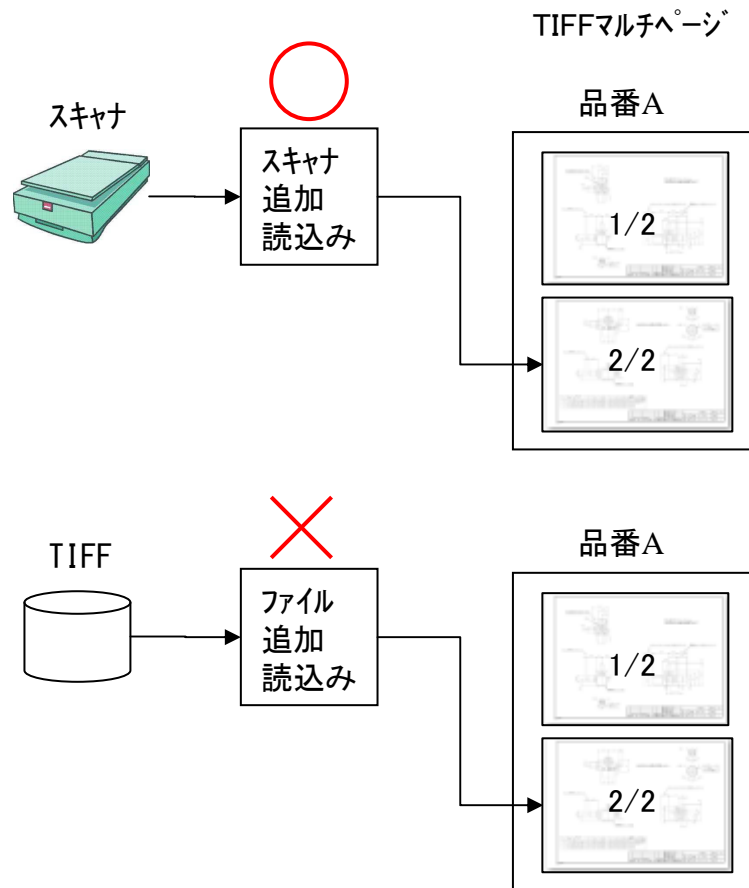 TIFFマルチページ
スキャナ
品番A
スキャナ
追加
読込み
1/2
2/2
TIFF
品番A
ファイル
追加
読込み
1/2
2/2